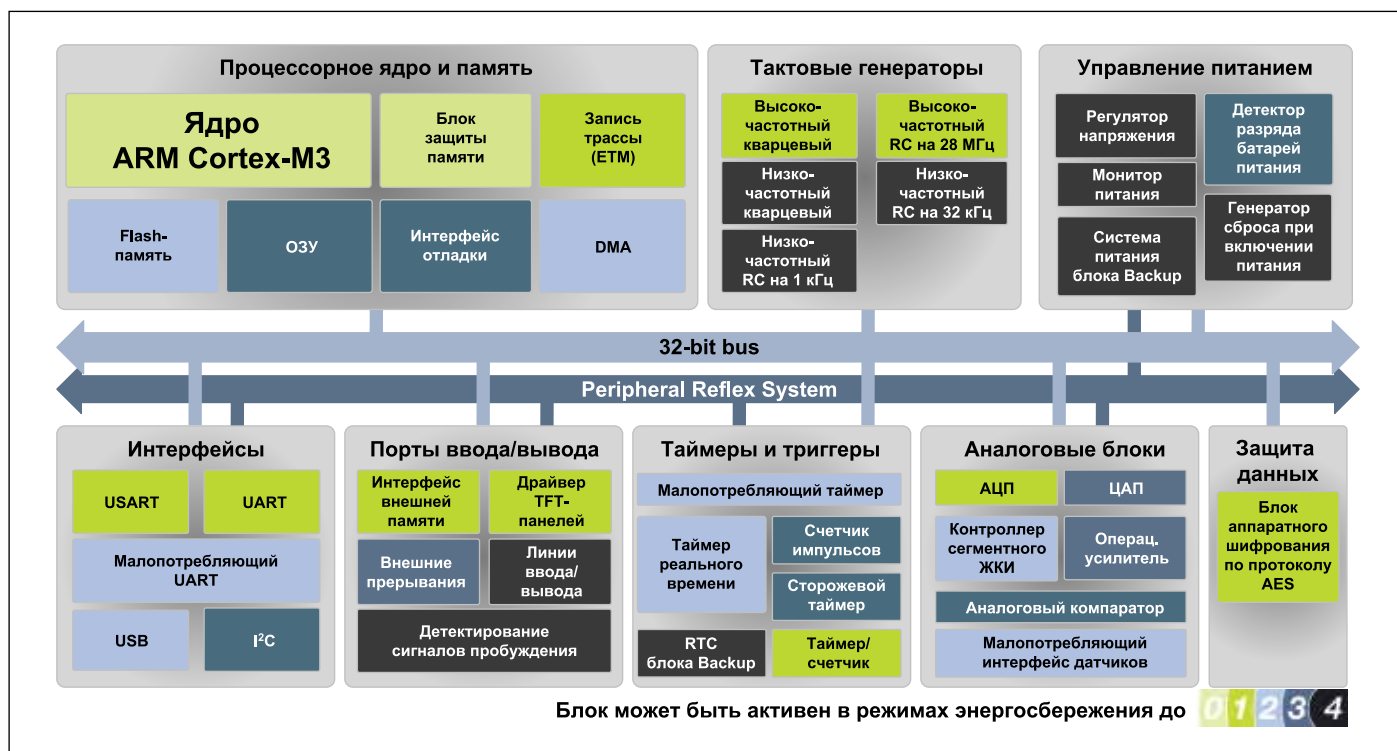 Процессорное ядро и память
Ядро
ARM Cortex-M3
Блок
защиты
памяти
Запись
трассы
(ETM)
Flash-
память
ОЗУ
Интерфейс
отладки
DMA
Тактовые генераторы
Высоко-
частотный
кварцевый
Высоко-
частотный
RC на 28 МГц
Низко-
частотный
кварцевый
Низко-
частотный
RC на 32 кГц
Низко-
частотный
RC на 1 кГц
Управление питанием
Регулятор
напряжения
Детектор
разряда
батарей
питания
Монитор
питания
Система
питания
блока Backup
Генератор
сброса при
включении
питания
32-bit bus
Peripheral Reflex System
Интерфейсы
USART
UART
Малопотребляющий
UART
USB
I²C
Порты ввода/вывода
Интерфейс
внешней
памяти
Драйвер
TFT-
панелей
Внешние
прерывания
Линии
ввода/
вывода
Детектирование
сигналов пробуждения
Таймеры и триггеры
Малопотребляющий таймер
Таймер
реального
времени
Счетчик
импульсов
Сторожевой
таймер
RTC
блока Backup
Таймер/
счетчик
Аналоговые блоки
АЦП
ЦАП
Контроллер
сегментного
ЖКИ
Операц.
усилитель
Аналоговый компаратор
Малопотребляющий
интерфейс датчиков
Защита
данных
Блок
аппаратного
шифрования
по протоколу
AES
Блок может быть активен в режимах энергосбережения до 0 1 2 3 4